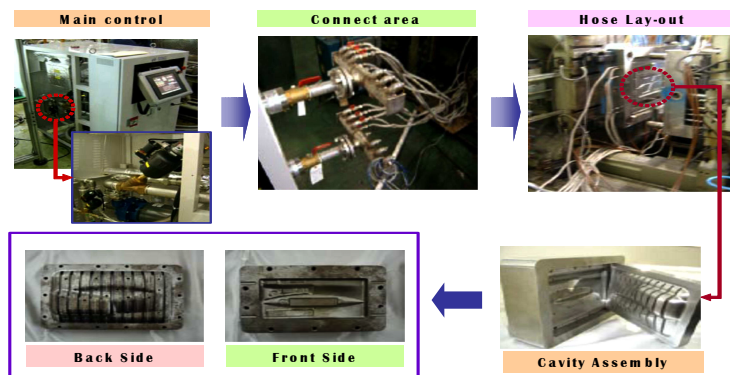 Main control
Connect area
Hose Lay-out
Back Side
Front Side
Cavity Assembly